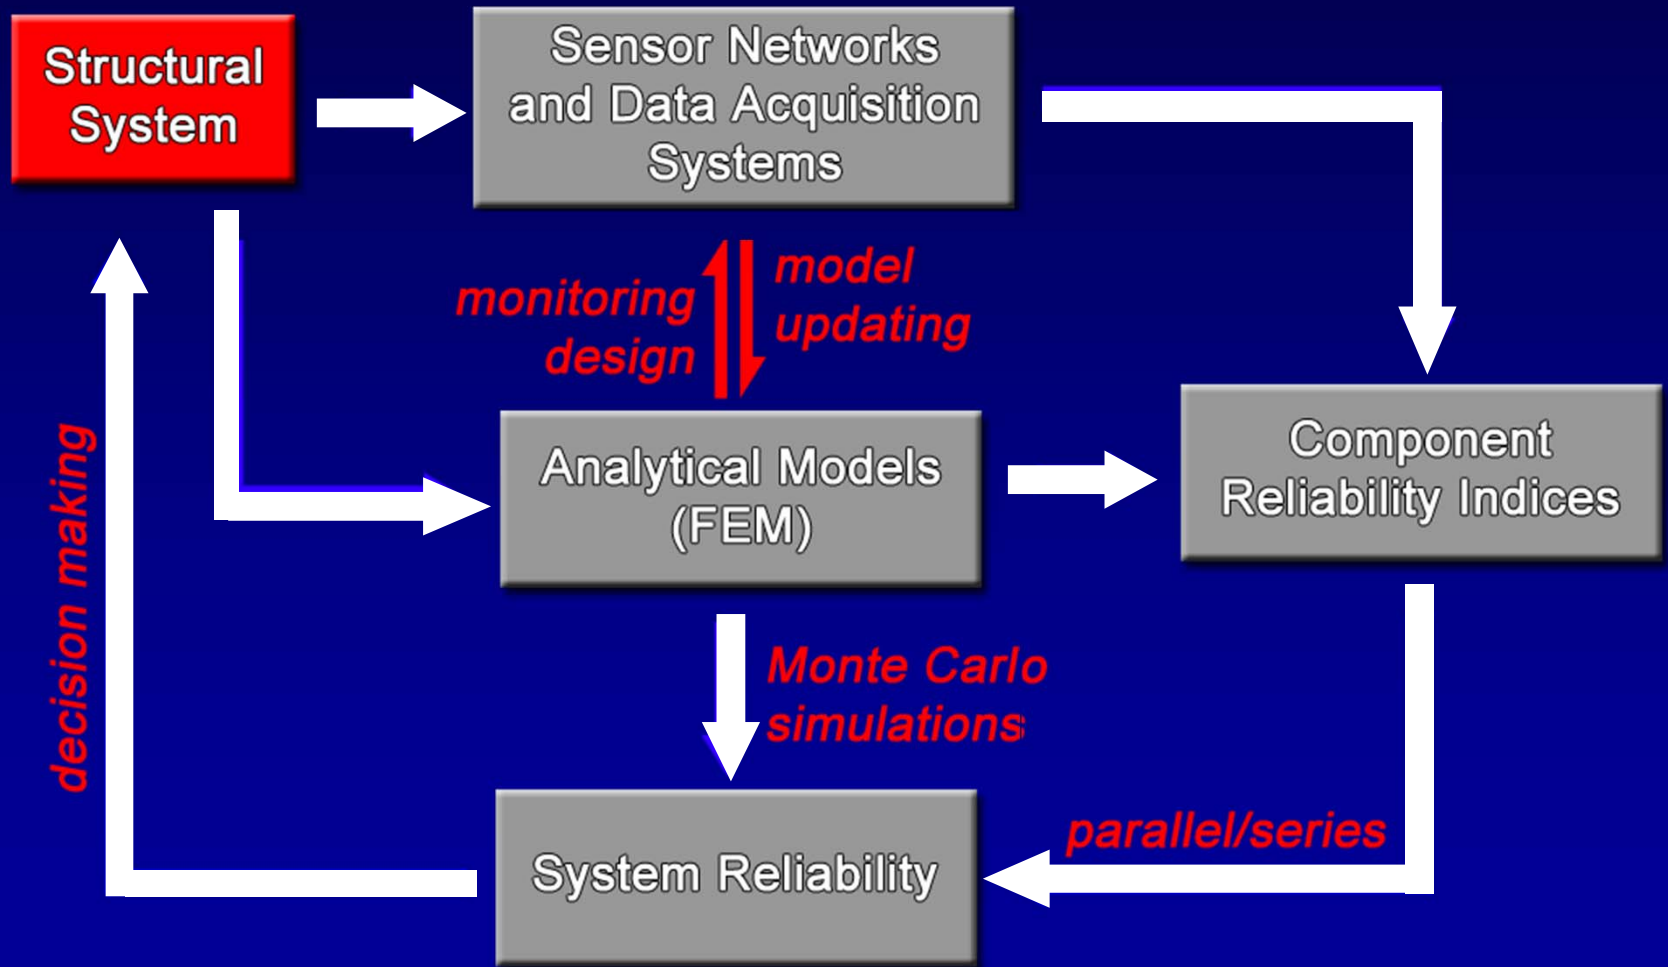 Structural
System
Sensor Networks
and Data Acquisition
Systems
monitoring
design
model
updating
Analytical Models
(FEM)
Component
Reliability Indices
decision making
Monte Carlo
simulations
parallel/series
System Reliability